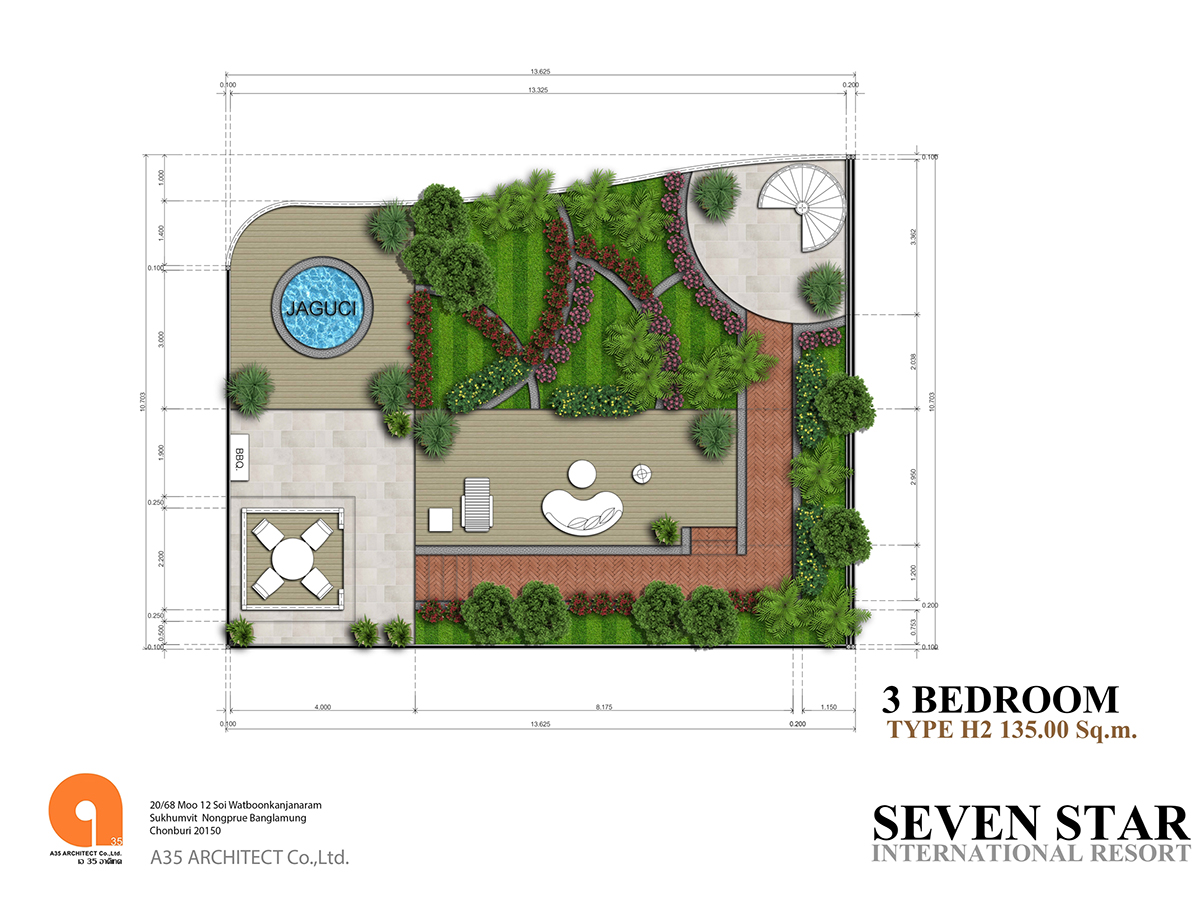 13.625
0.100
0.200
13.325
0.100
1.000
1.400
3.362
0.100
JAGUCI
3.600
2.038
10.703
10.703
1.900
BBQ.
2.950
0.250
2.200
1.200
0.250
0.200
0.500
0.753
0.100
0.100
4.000
8.175
1.150
0.100
13.625
0.200
3 BEDROOM
TYPE H2 135.00 Sq.m.
35
A35 ARCHITECT Co.,Ltd.
เอ 35 อาคิเทค
20/68 Moo 12 Soi Watboonkanjanaram
Sukhumvit Nongprue Banglamung
Chonburi 20150
A35 ARCHITECT Co.,Ltd.
SEVEN STAR
INTERNATIONAL RESORT